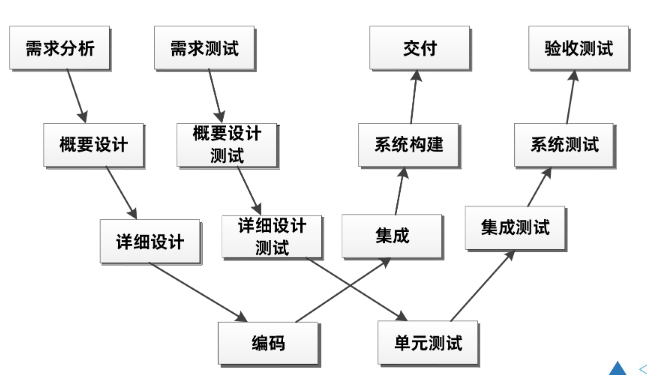 需求分析
需求测试
交付
验收测试
概要设计
概要设计
测试
系统构建
系统测试
详细设计
详细设计
测试
集成
集成测试
编码
单元测试